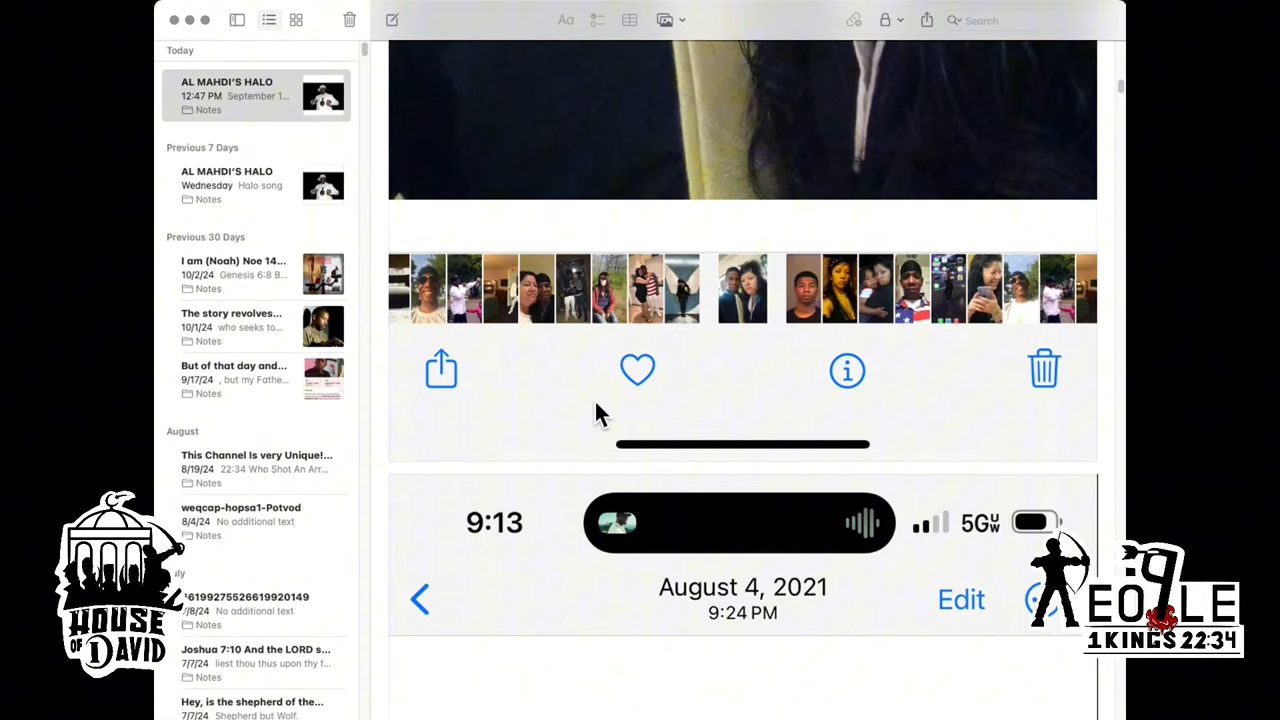 Aa
Search
Today
AL MAHDI'S HALO
12:47 PM September 1...
Notes
Previous 7 Days
AL MAHDI'S HALO
Wednesday Halo song
Notes
Previous 30 Days
I am (Noah) Noe 14...
10/2/24 Genesis 6:8 B...
Notes
The story revolves...
10/1/24 who seeks to...
Notes
But of that day and...
9/17/24 , but my Fathe...
Notes
August
This Channel Is very Unique!...
8/19/24 22:34 Who Shot An Arr...
Notes
weqcap-hopsa1-Potvod
8/4/24 No additional text
Notes
61992755266199201​49
7/8/24 No additional text
Notes
Joshua 7:10 And the LORD s...
7/7/24 liest thou thus upon thy f...
Notes
Hey, is the shepherd of the...
7/7/24 Shepherd but Wolf.
9:13
5GUW
August 4, 2021
9:24 PM
Edit
HOUSE
OF DAVID
1 KINGS 22:34